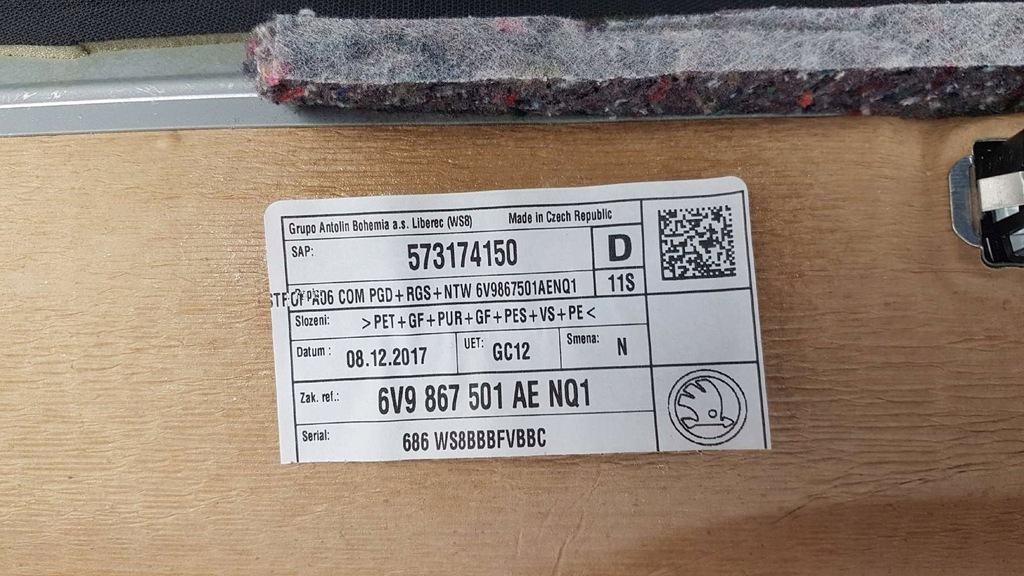 Grupo Antolin Bohemia a.s. Liberec (WS8) Made in Czech Republic
SAP: 573174150 D
COM PGD+RGS+NTW 6V9867501AENQ1 11S
Slozeni: >PET+GF+PUR+GF+PES+VS+PE<
Datum: 08.12.2017 UET: GC12 Smena: N
Zak. ref.: 6V9 867 501 AE NQ1
Serial: 686 WS8BBBFVBBC